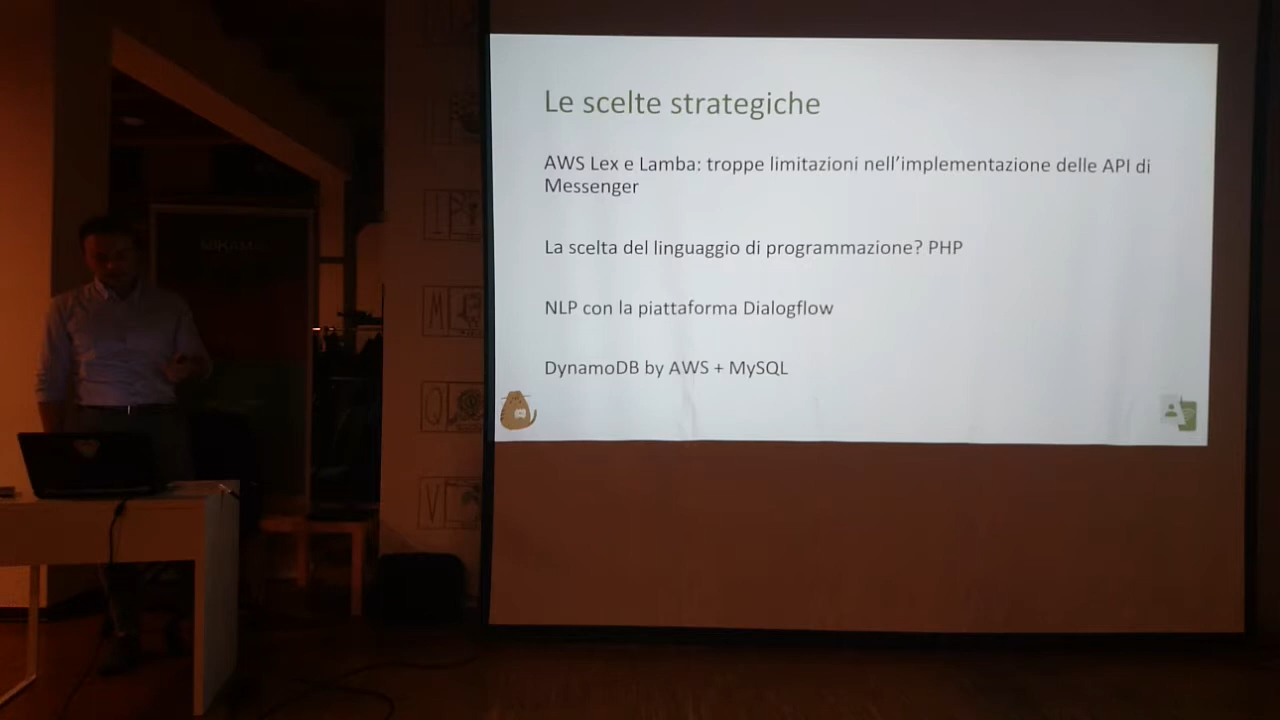 Le scelte strategiche
AWS Lex e Lamba: troppe limitazioni nell'implementazione delle API di
Messenger
La scelta del linguaggio di programmazione? PHP
NLP con la piattaforma Dialogflow
DynamoDB by AWS + MySQL
M
Q
V